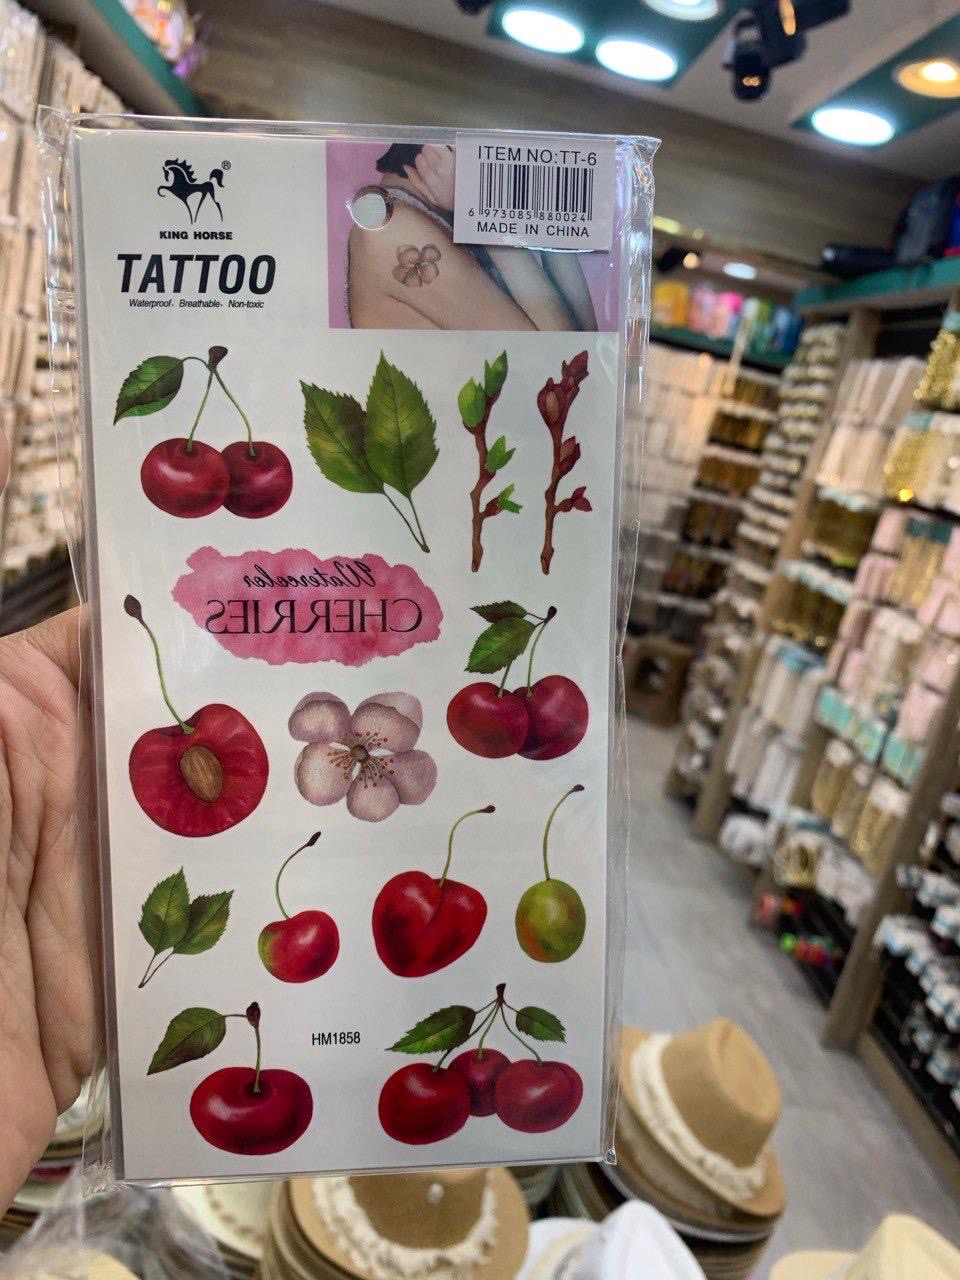 ®
KING HORSE
TATTOO
Waterproof、Breathable、Non-toxic
ITEM NO:TT-6
6 973085 880024
MADE IN CHINA
Watercolor
CHERRIES
HM1858